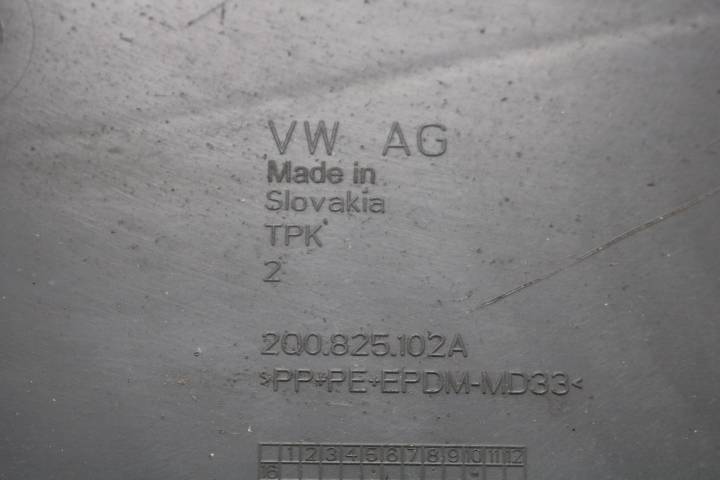 VW AG
Made in
Slovakia
TPK
2
2Q0.825.102A
>PP+PE+EPDM-MD33<
1 2 3 4 5 6 7 8 9 10 11 12
16